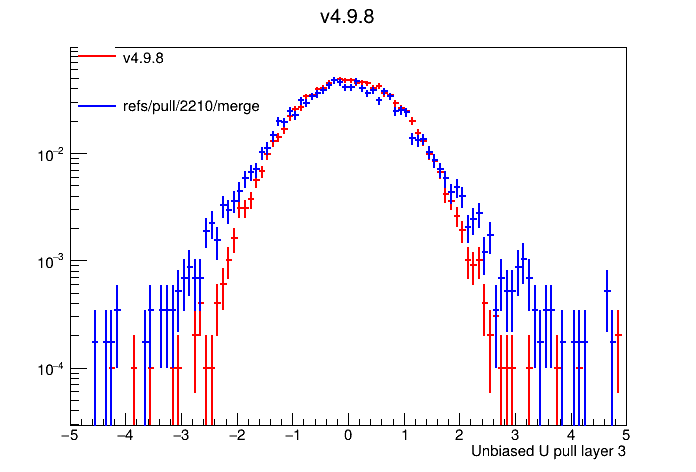 v4.9.8
v4.9.8
refs/pull/2210/merge
10⁻²
10⁻³
10⁻⁴
−5 −4 −3 −2 −1 0 1 2 3 4 5
Unbiased U pull layer 3